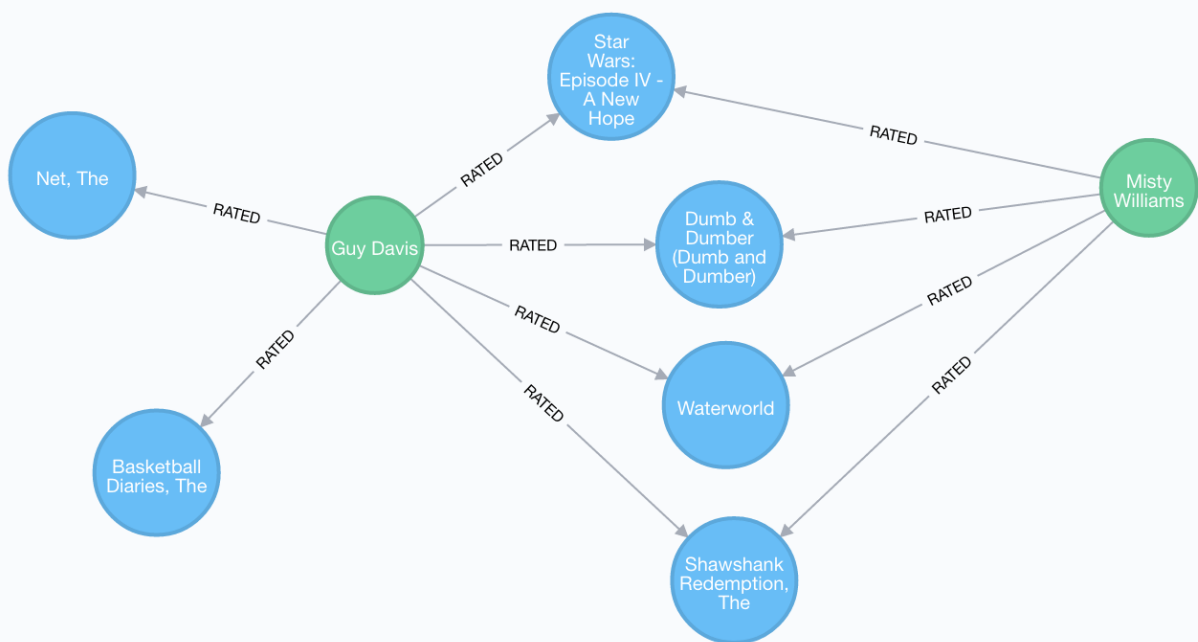 Star
Wars:
Episode IV -
A New
Hope
RATED
RATED
Net, The
Misty
Williams
RATED
RATED
Dumb &
Dumber
(Dumb and
Dumber)
Guy Davis
RATED
RATED
RATED
RATED
RATED
RATED
Waterworld
RATED
Basketball
Diaries, The
Shawshank
Redemption,
The